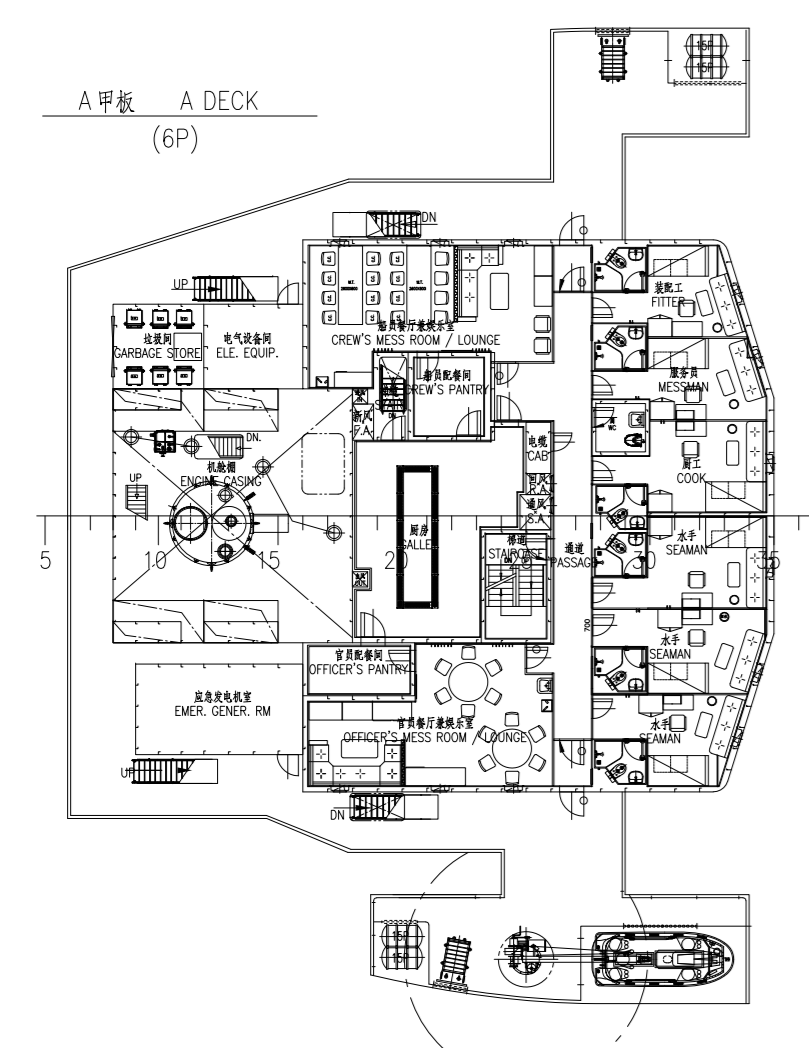 15P
15P
A甲板 A DECK
(6P)
DN
UP
装配工
FITTER
垃圾间
GARBAGE STORE
电气设备间
ELE. EQUIP.
船员餐厅兼娱乐室
CREW'S MESS ROOM / LOUNGE
船员配餐间
CREW'S PANTRY
DN
服务员
MESSMAN
新风
F.A.
WC
DN.
电缆
CAB
机舱棚
ENGINE CASING
UP
回风
R.A.
通风
S.A
厨工
COOK
厨房
GALLEY
梯道
STAIRCASE
DN
通道
PASSAGE
水手
SEAMAN
5
10
15
20
25
30
35
700
水手
SEAMAN
官员配餐间
OFFICER'S PANTRY
应急发电机室
EMER. GENER. RM
官员餐厅兼娱乐室
OFFICER'S MESS ROOM / LOUNGE
水手
SEAMAN
UP
DN
15P
15P